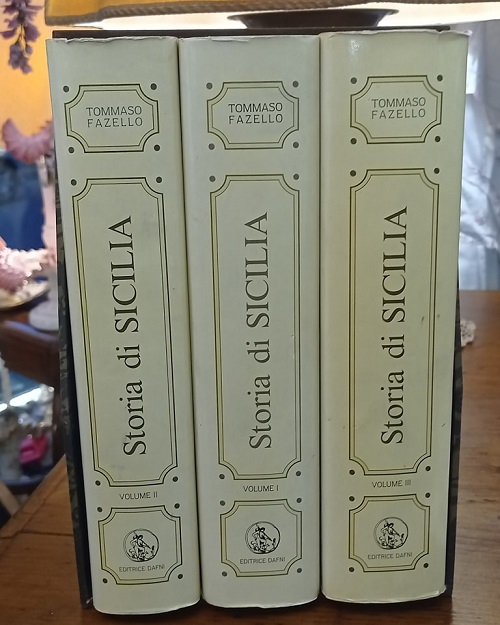 TOMMASO
FAZELLO
Storia di SICILIA
VOLUME II
EDITRICE DAFNI
TOMMASO
FAZELLO
Storia di SICILIA
VOLUME I
EDITRICE DAFNI
TOMMASO
FAZELLO
Storia di SICILIA
VOLUME III
EDITRICE DAFNI